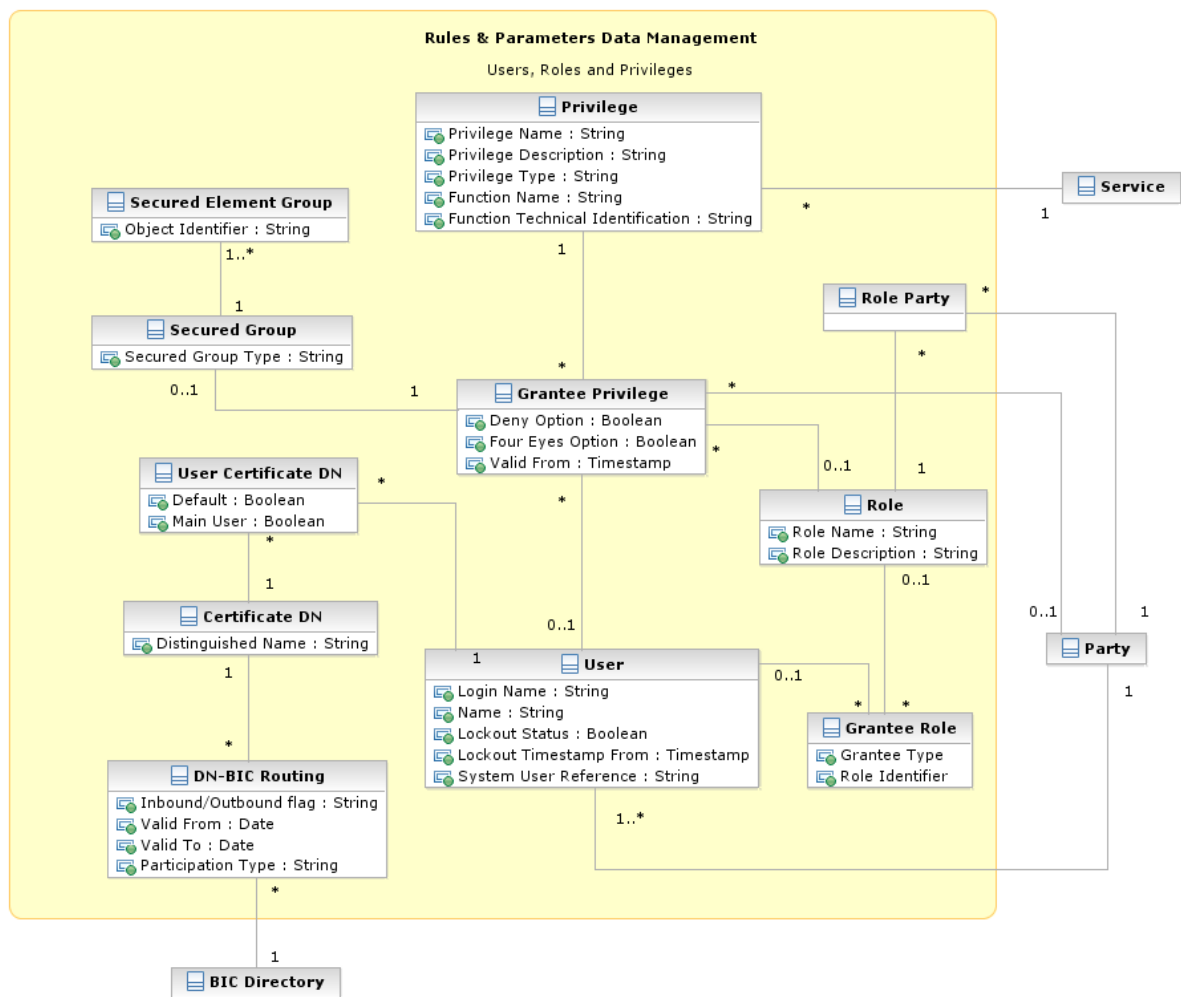 Rules & Parameters Data Management
Users, Roles and Privileges
Privilege
Privilege Name : String
Privilege Description : String
Privilege Type : String
Function Name : String
Function Technical Identification : String
*
1
Service
Secured Element Group
Object Identifier : String
1..*
1
1
Secured Group
Secured Group Type : String
0..1
1
*
Role Party
*
*
1
Grantee Privilege
Deny Option : Boolean
Four Eyes Option : Boolean
Valid From : Timestamp
*
*
*
0..1
Role
Role Name : String
Role Description : String
0..1
User Certificate DN
Default : Boolean
Main User : Boolean
*
*
1
Certificate DN
Distinguished Name : String
1
*
0..1
1
User
Login Name : String
Name : String
Lockout Status : Boolean
Lockout Timestamp From : Timestamp
System User Reference : String
0..1
*
*
1..*
0..1
1
Party
1
Grantee Role
Grantee Type
Role Identifier
DN-BIC Routing
Inbound/Outbound flag : String
Valid From : Date
Valid To : Date
Participation Type : String
*
1
BIC Directory